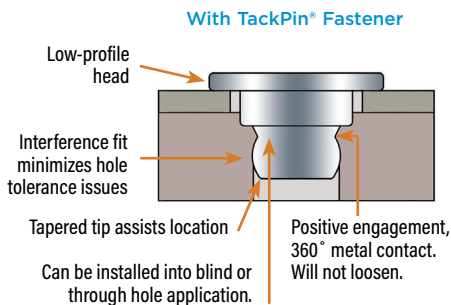 With TackPin® Fastener
Low-profile
head
Interference fit
minimizes hole
tolerance issues
Tapered tip assists location
Positive engagement,
360˚ metal contact.
Will not loosen.
Can be installed into blind or
through hole application.